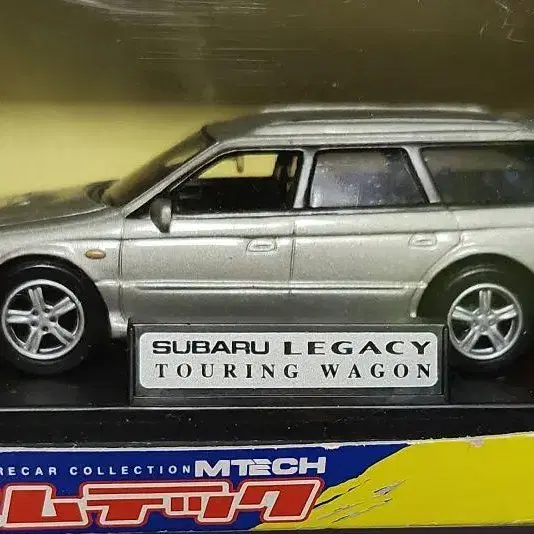 SUBARU LEGACY
TOURING WAGON
RECAR COLLECTION MTECH
ムテック